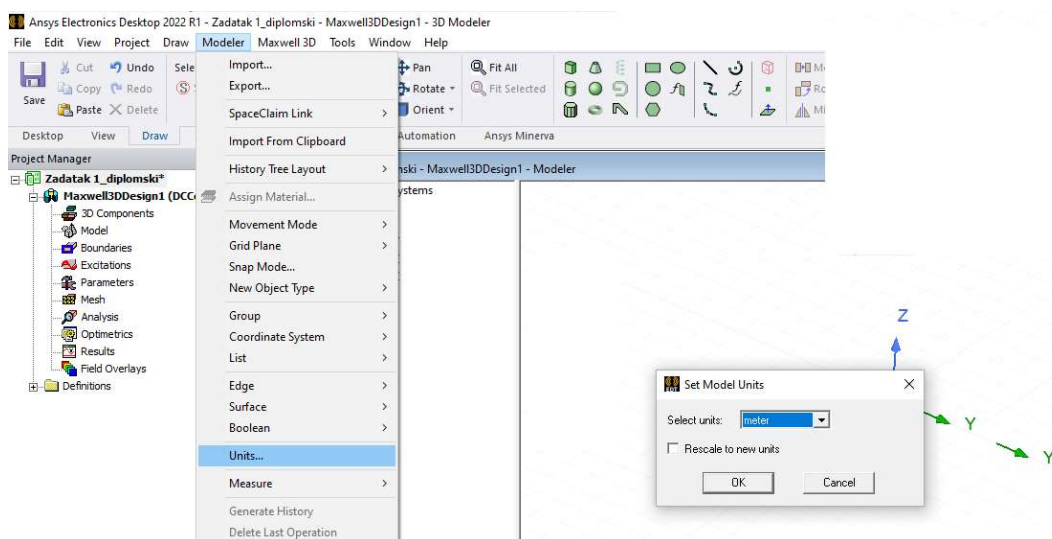 Ansys Electronics Desktop 2022 R1 - Zadatak 1_diplomski - Maxwell3DDesign1 - 3D Modeler
File Edit View Project Draw Modeler Maxwell 3D Tools Window Help
Save
Cut
Undo
Sele
Copy
Redo
Paste
Delete
Pan
Rotate
Orient
Fit All
Fit Selected
Desktop View Draw
Automation Ansys Minerva
Project Manager
Zadatak 1_diplomski*
Maxwell3DDesign1 (DCC
3D Components
Model
Boundaries
Excitations
Parameters
Mesh
Analysis
Optimetrics
Results
Field Overlays
Definitions
Import...
Export...
SpaceClaim Link
Import From Clipboard
History Tree Layout
Assign Material...
Movement Mode
Grid Plane
Snap Mode...
New Object Type
Group
Coordinate System
List
Edge
Surface
Boolean
Units...
Measure
Generate History
Delete Last Operation
nski - Maxwell3DDesign1 - Modeler
ystems
Z
Y
Y
Set Model Units
Select units: meter
Rescale to new units
OK Cancel